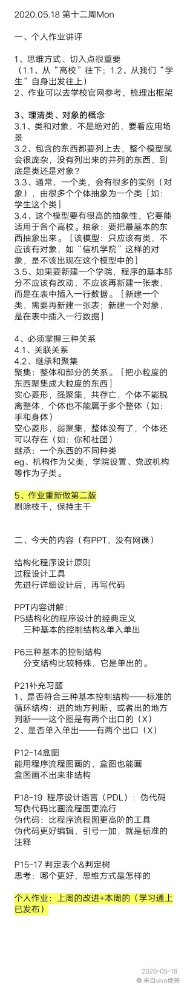 2020.05.18 第十二周Mon
一、个人作业讲评
1、思维方式、切入点很重要
（1.1、从“高校”往下；1.2、从我们“学
生”自身出发往上）
2、作业可以去学校官网参考，梳理出框架
3、理清类、对象的概念
3.1、类和对象，不是绝对的，要看应用场
景
3.2、包含的东西都要列上去，整个模型就
会很庞杂，没有列出来的并列的东西，到
底是类还是对象？
3.3、通常，一个类，会有很多的实例（对
象），由很多个个体抽象为一个类［如：
学生这个类］
3.4、这个模型要有很高的抽象性，它要能
适用于各个高校。抽象：要把最基本的东
西抽象出来。［该模型：只应该有类，不
应该有对象，如“信机学院”这样的对
象，是不该出现在这个模型中的］
3.5、如果要新建一个学院，程序的基本部
分不应该有改动，不应该再新建一张表，
而是在表中插入一行数据。［新建一个
类，需要再新建一张表；新建一个对象，
是在表中插入一行数据］
4、必须掌握三种关系
4.1、关联关系
4.2、继承和聚集
聚集：整体和部分的关系。［把小粒度的
东西聚集成大粒度的东西］
实心菱形，强聚集，共存亡，个体不能脱
离整体，个体也不能属于多个整体（如：
手和身体）
空心菱形，弱聚集，整体没有了，个体还
可以存在（如：你和社团）
继承：一个东西的不同种类
eg、机构作为父类，学院设置、党政机构
等作为子类。
5、作业重新做第二版
剔除枝干，保持主干
二、今天的内容（有PPT，没有网课）
结构化程序设计原则
过程设计工具
先进行详细设计后，再写代码
PPT内容讲解：
P5结构化的程序设计的经典定义
三种基本的控制结构&单入单出
P6三种基本的控制结构
分支结构比较特殊，它是单出的。
P21补充习题
1、是否符合三种基本控制结构——标准的
循环结构：进的地方判断，或者出的地方
判断——这个图是有两个出口的（X）
2、是否单入单出——有两个出口（X）
P12-14盒图
能用程序流程图画的，盒图也能画
盒图画不出来非结构
P18-19 程序设计语言（PDL）：伪代码
写伪代码比画流程图更流行
伪代码：比程序流程图更高阶的工具
伪代码更好编辑，引号一加，就是标准的
注释
P15-17 判定表个&判定树
思考：哪个更好，思维方式是怎样的
个人作业：上周的改进+本周的（学习通上
已发布）
2020-05-18
来自vivo便签